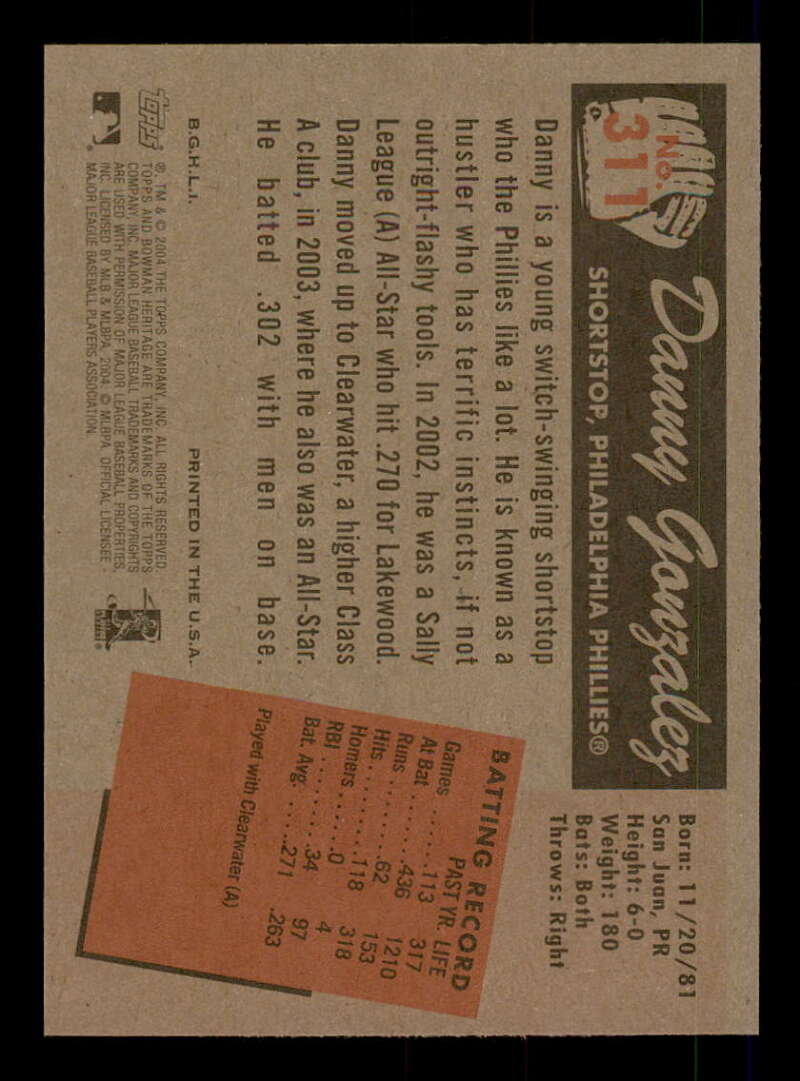 No.
311
Danny Gonzalez
SHORTSTOP, PHILADELPHIA PHILLIES®
Born: 11/20/81
San Juan, PR
Height: 6-0
Weight: 180
Bats: Both
Throws: Right
Danny is a young switch-swinging shortstop
who the Phillies like a lot. He is known as a
hustler who has terrific instincts, if not
outright-flashy tools. In 2002, he was a Sally
League (A) All-Star who hit .270 for Lakewood.
Danny moved up to Clearwater, a higher Class
A club, in 2003, where he also was an All-Star.
He batted .302 with men on base.
BATTING RECORD
PAST YR. LIFE
Games ......113 317
At Bat ......436 1210
Runs ........62 153
Hits ........118 318
Homers ......0 4
RBI ........34 97
Bat. Avg. ....271 .263
Played with Clearwater (A)
B.G.H.L.I. PRINTED IN THE U.S.A.
TOPPS
®, TM & © 2004 THE TOPPS COMPANY, INC. ALL RIGHTS RESERVED.
TOPPS AND BOWMAN HERITAGE ARE TRADEMARKS OF THE TOPPS
COMPANY, INC. MAJOR LEAGUE BASEBALL TRADEMARKS AND COPYRIGHTS
ARE USED WITH PERMISSION OF MAJOR LEAGUE BASEBALL PROPERTIES,
INC. LICENSED BY MLB & MLBPA, 2004. © MLBPA, OFFICIAL LICENSEE -
MAJOR LEAGUE BASEBALL PLAYERS ASSOCIATION.